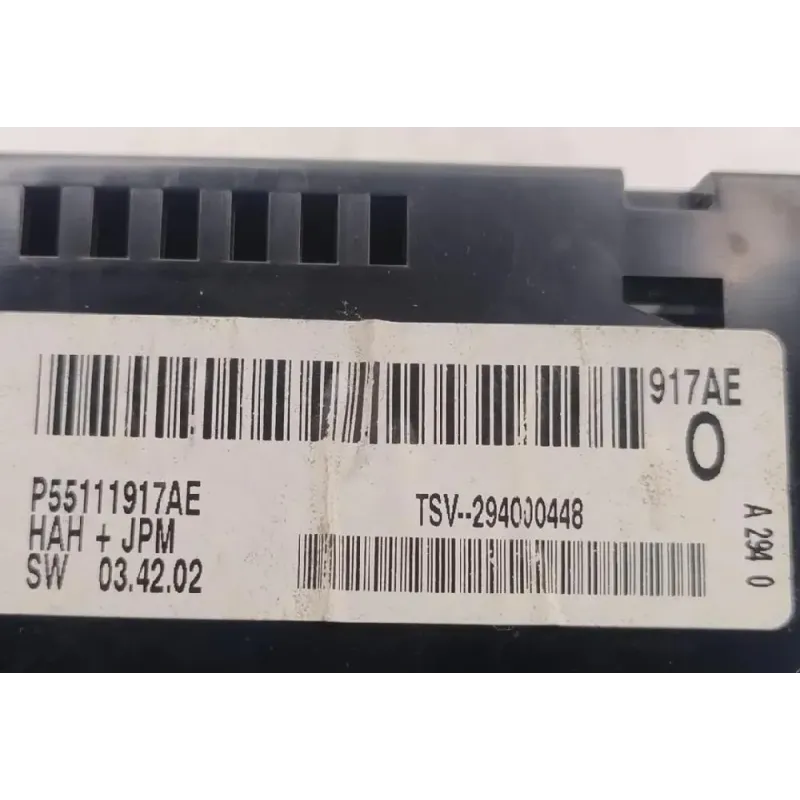 917AE
O
P55111917AE
HAH + JPM
SW 03.42.02
TSV--294000448
A 294 0